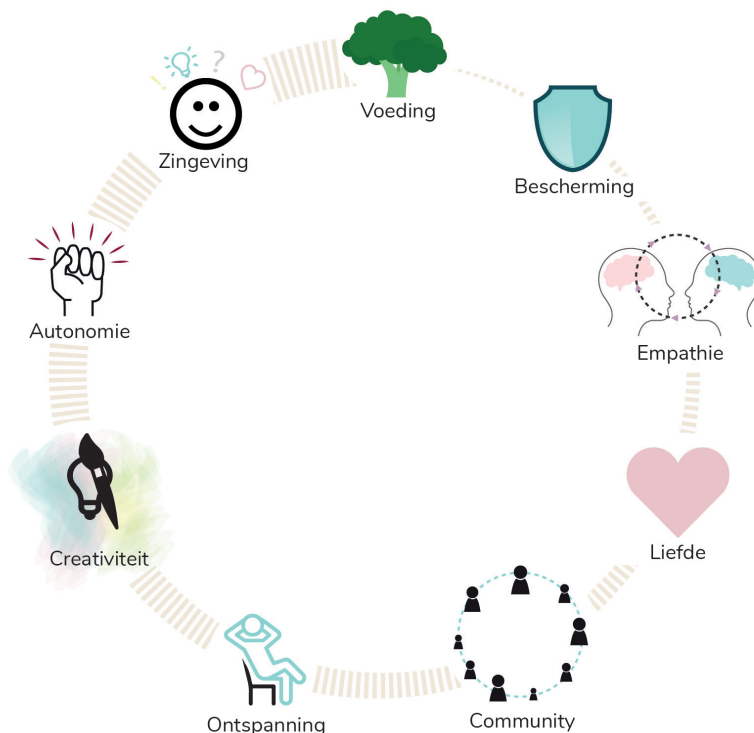 Voeding
Bescherming
Empathie
Liefde
Community
Ontspanning
Creativiteit
Autonomie
Zingeving
! ?